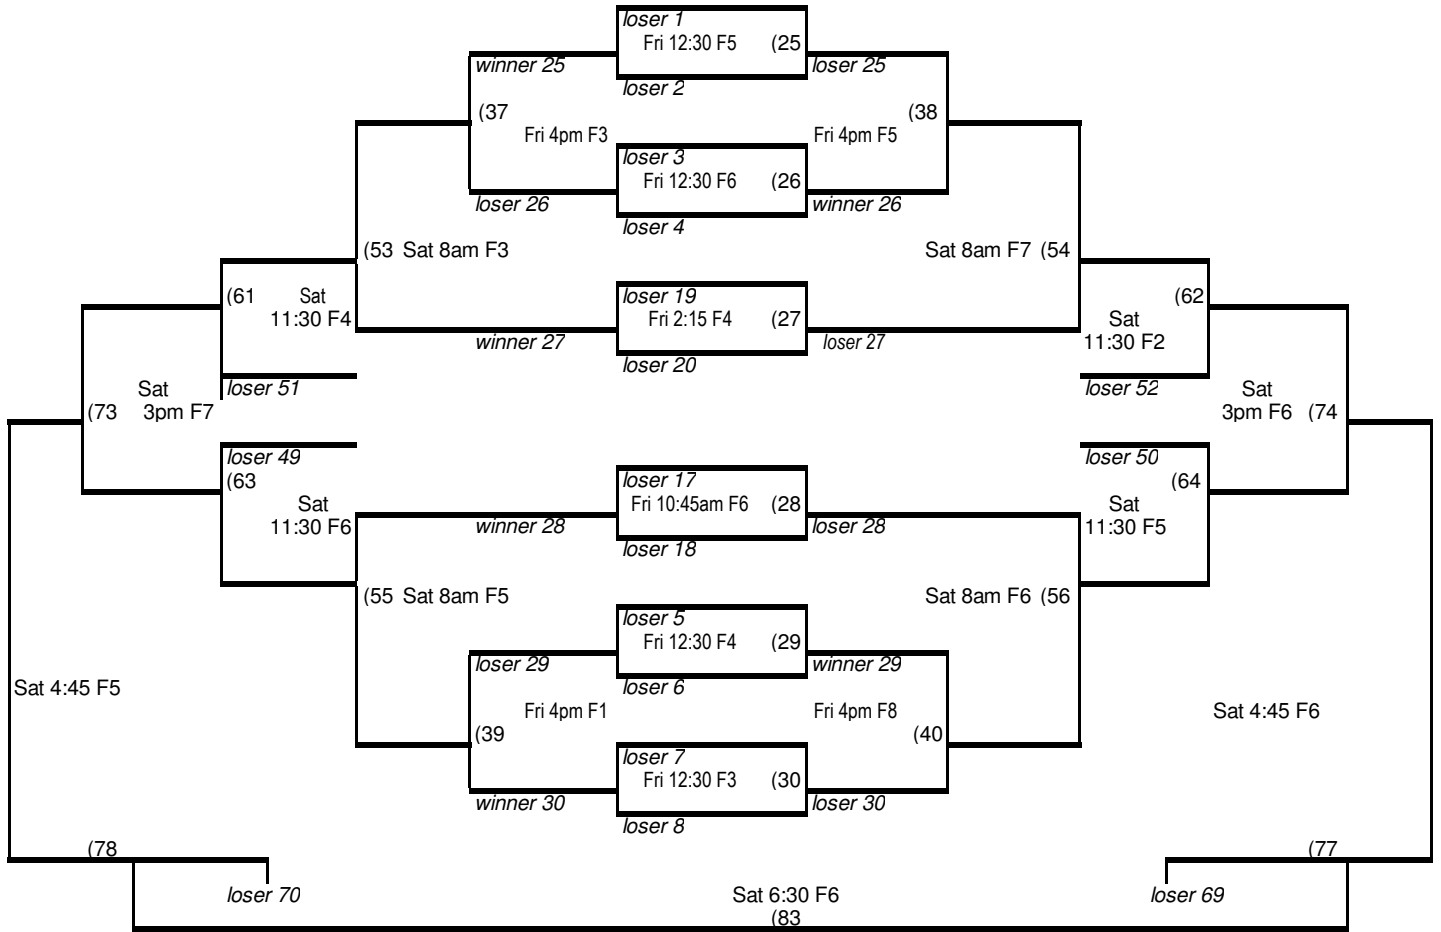 loser 1
Fri 12:30 F5 (25
winner 25
loser 25
loser 2
(37
(38
Fri 4pm F3
Fri 4pm F5
loser 3
Fri 12:30 F6 (26
loser 26
winner 26
loser 4
(53 Sat 8am F3
Sat 8am F7 (54
(61 Sat
11:30 F4
loser 19
Fri 2:15 F4 (27
(62
Sat
11:30 F2
winner 27
loser 27
loser 20
loser 51
loser 52
Sat
(73 3pm F7
Sat
3pm F6 (74
loser 49
loser 50
(63
Sat
11:30 F6
loser 17
Fri 10:45am F6 (28
(64
Sat
11:30 F5
winner 28
loser 28
loser 18
(55 Sat 8am F5
Sat 8am F6 (56
loser 5
Fri 12:30 F4 (29
loser 29
winner 29
loser 6
Sat 4:45 F5
Fri 4pm F1
Fri 4pm F8
Sat 4:45 F6
(39
(40
loser 7
Fri 12:30 F3 (30
winner 30
loser 30
loser 8
(78
(77
loser 70
Sat 6:30 F6
loser 69
(83